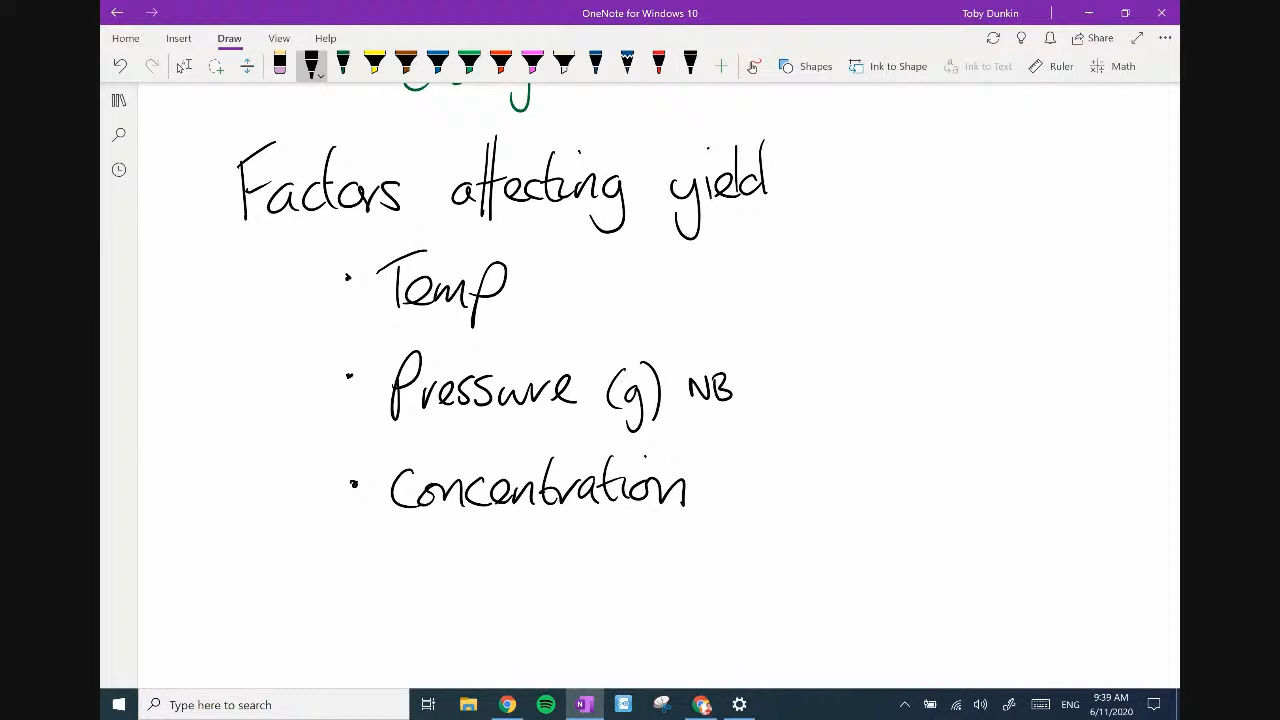 OneNote for Windows 10
Toby Dunkin
Home Insert Draw View Help
Share
Shapes Ink to Shape Ink to Text Ruler Math
Factors affecting yield
· Temp
· Pressure (g) NB
· Concentration
Type here to search
ENG
9:39 AM
6/11/2020